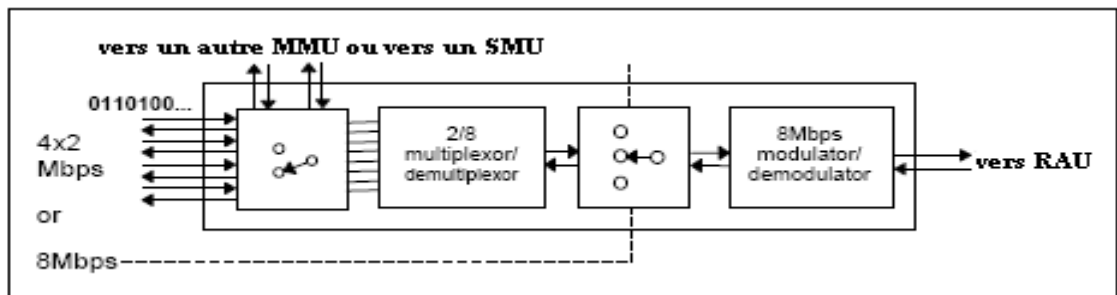 vers un autre MMU ou vers un SMU
0110100...
4x2
Mbps
or
8Mbps
2/8
multiplexor/
demultiplexor
8Mbps
modulator/
demodulator
vers RAU